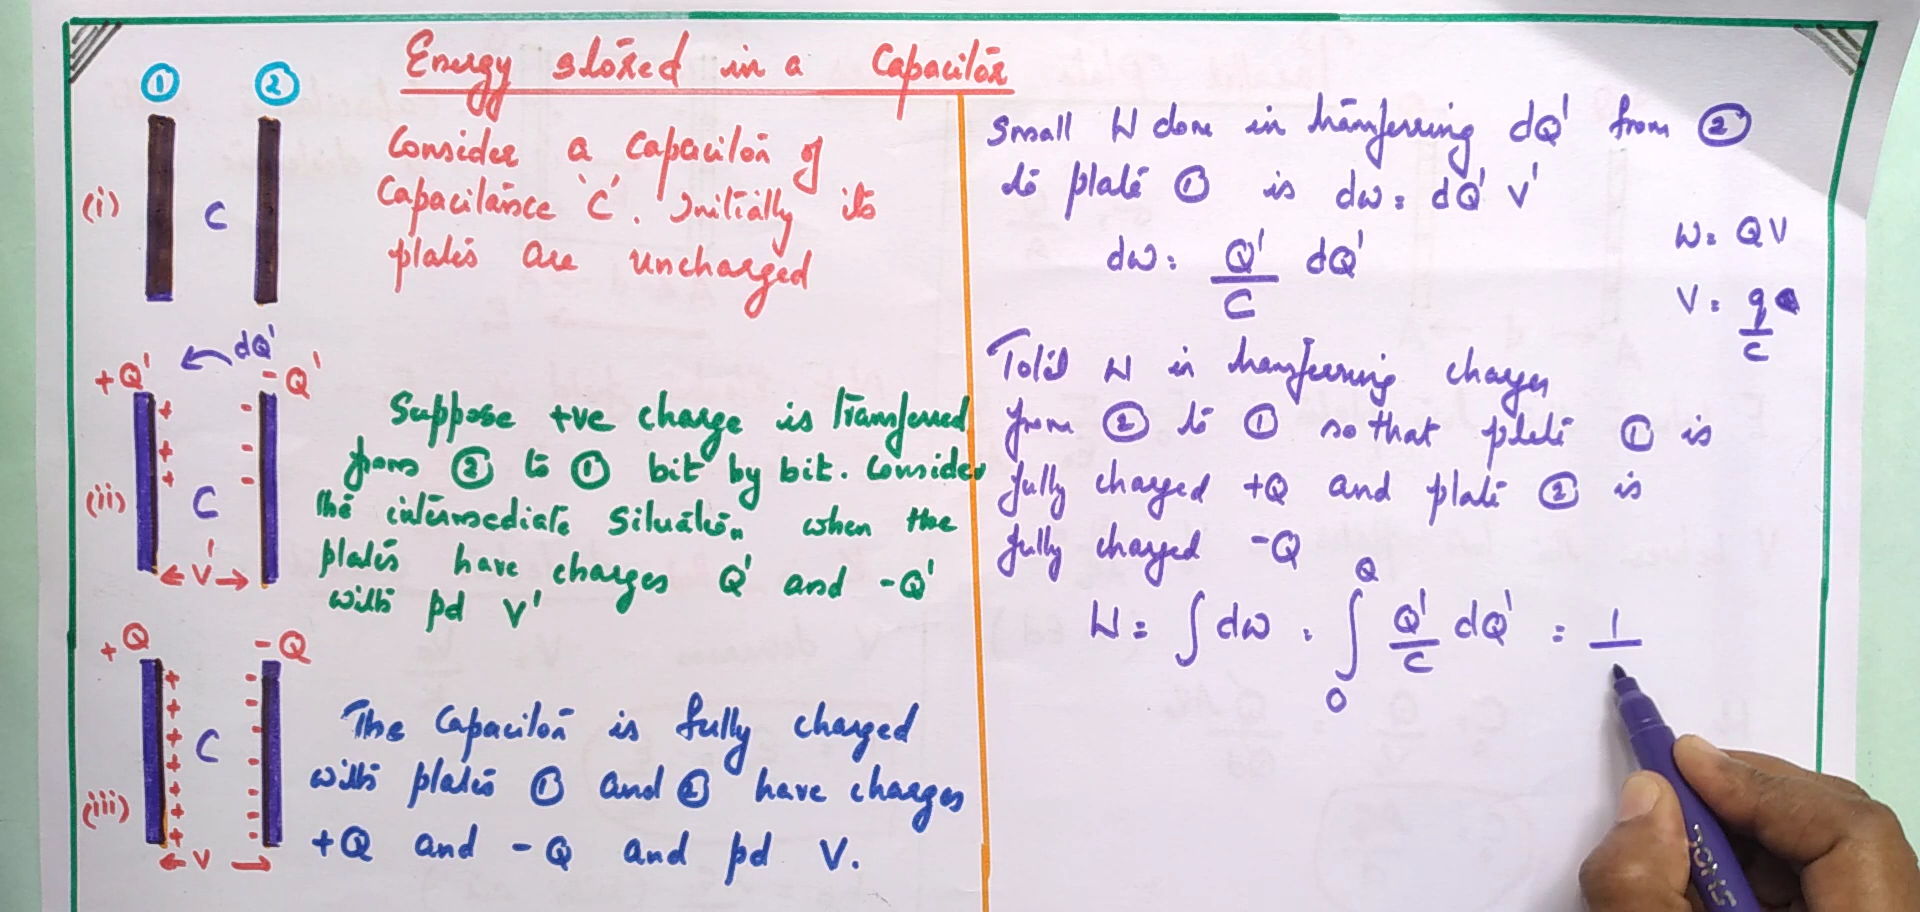 Energy stored in a Capacitor
① ②
(i) C
Consider a Capacitor of
Capacitance 'C'. Initially its
plates are uncharged
dQ'
+Q' -Q'
(ii) C
V'
Suppose +ve charge is transferred
from ② to ① bit by bit. Consider
the intermediate situation when the
plates have charges Q' and -Q'
with pd V'
+Q -Q
(iii) C
V
The Capacitor is fully charged
with plates ① and ② have charges
+Q and -Q and pd V.
Small W done in transferring dQ' from ②
to plate ① is dw = dQ' V'
dw = Q'/C dQ'
W = QV
V = q/C
Total W in transferring charges
from ② to ① so that plate ① is
fully charged +Q and plate ② is
fully charged -Q
W = ∫dw = ∫₀^Q Q'/C dQ' = 1